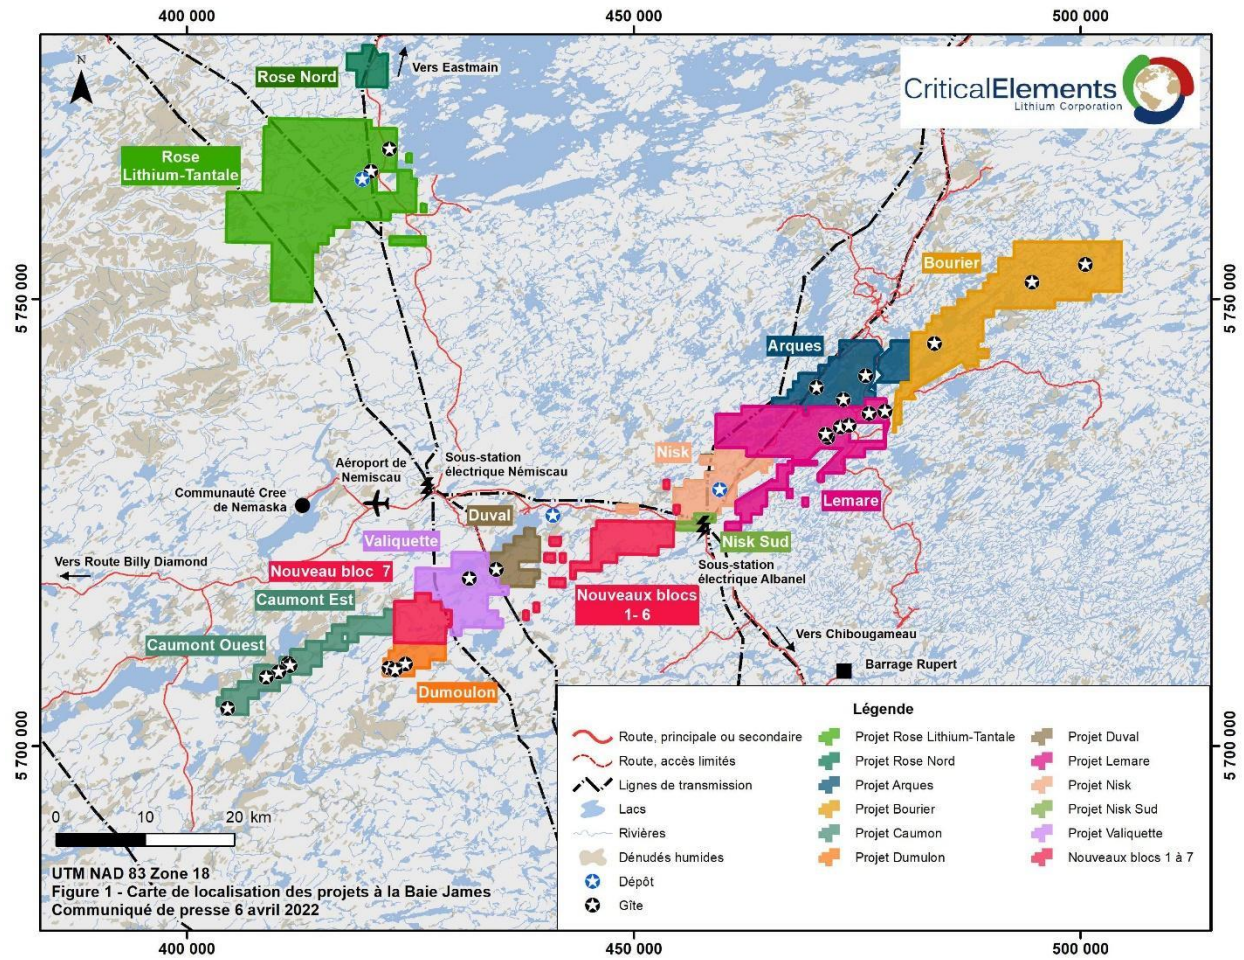 400 000
450 000
500 000
N
Rose Nord
Vers Eastmain
CriticalElements
Lithium Corporation
Rose
Lithium-Tantale
Bourier
5 750 000
5 750 000
Arques
Nisk
Sous-station
électrique Némiscau
Aéroport de
Nemiscau
Communauté Cree
de Nemaska
Lemare
Duval
Valiquette
Nisk Sud
Vers Route Billy Diamond
Nouveau bloc 7
Sous-station
électrique Albanel
Nouveaux blocs
1- 6
Caumont Est
Caumont Ouest
Vers Chibougameau
Barrage Rupert
Dumoulon
5 700 000
5 700 000
Légende
Route, principale ou secondaire
Route, accès limités
Lignes de transmission
Lacs
Rivières
Dénudés humides
Dépôt
Gîte
Projet Rose Lithium-Tantale
Projet Rose Nord
Projet Arques
Projet Bourier
Projet Caumon
Projet Dumulon
Projet Duval
Projet Lemare
Projet Nisk
Projet Nisk Sud
Projet Valiquette
Nouveaux blocs 1 à 7
0 10 20 km
UTM NAD 83 Zone 18
Figure 1 - Carte de localisation des projets à la Baie James
Communiqué de presse 6 avril 2022
400 000
450 000
500 000